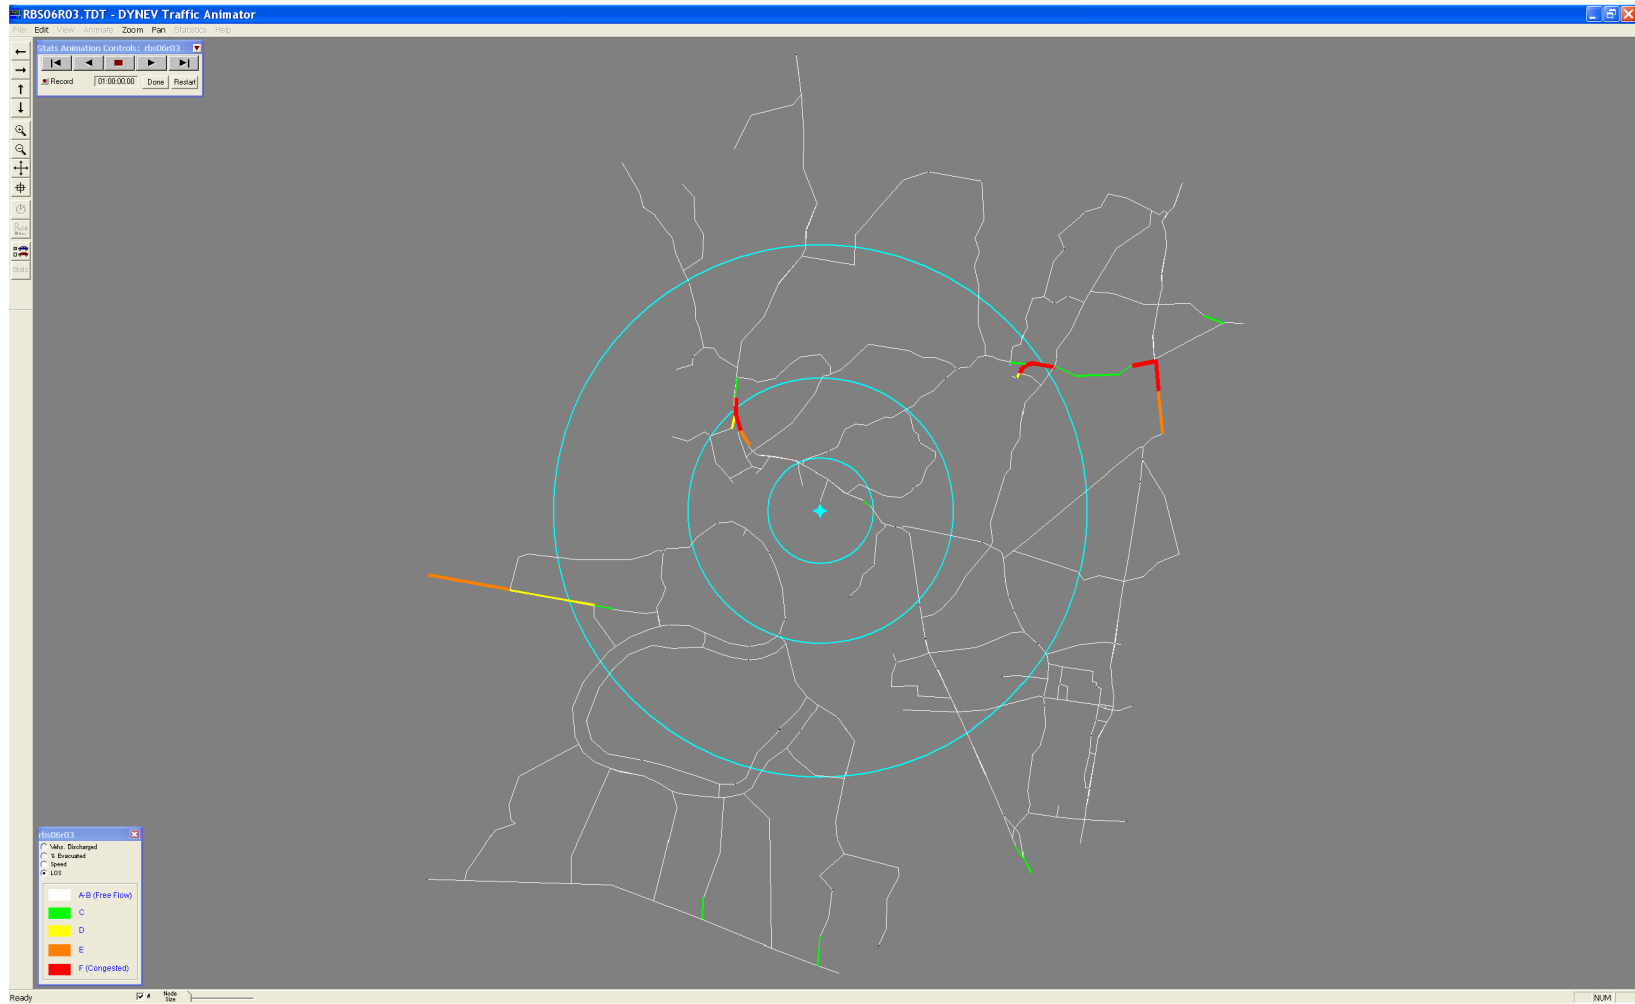 RBS06R03.TDT - DYNEV Traffic Animator
File Edit View Animate Zoom Pan Statistics Help
Stats Animation Controls: rbs06r03
Record 01:00:00.00 Done Restart
Stats
rbs06r03
Vehs. Discharged
% Evacuated
Speed
LOS
A-B (Free Flow)
C
D
E
F (Congested)
Ready # Node Size NUM